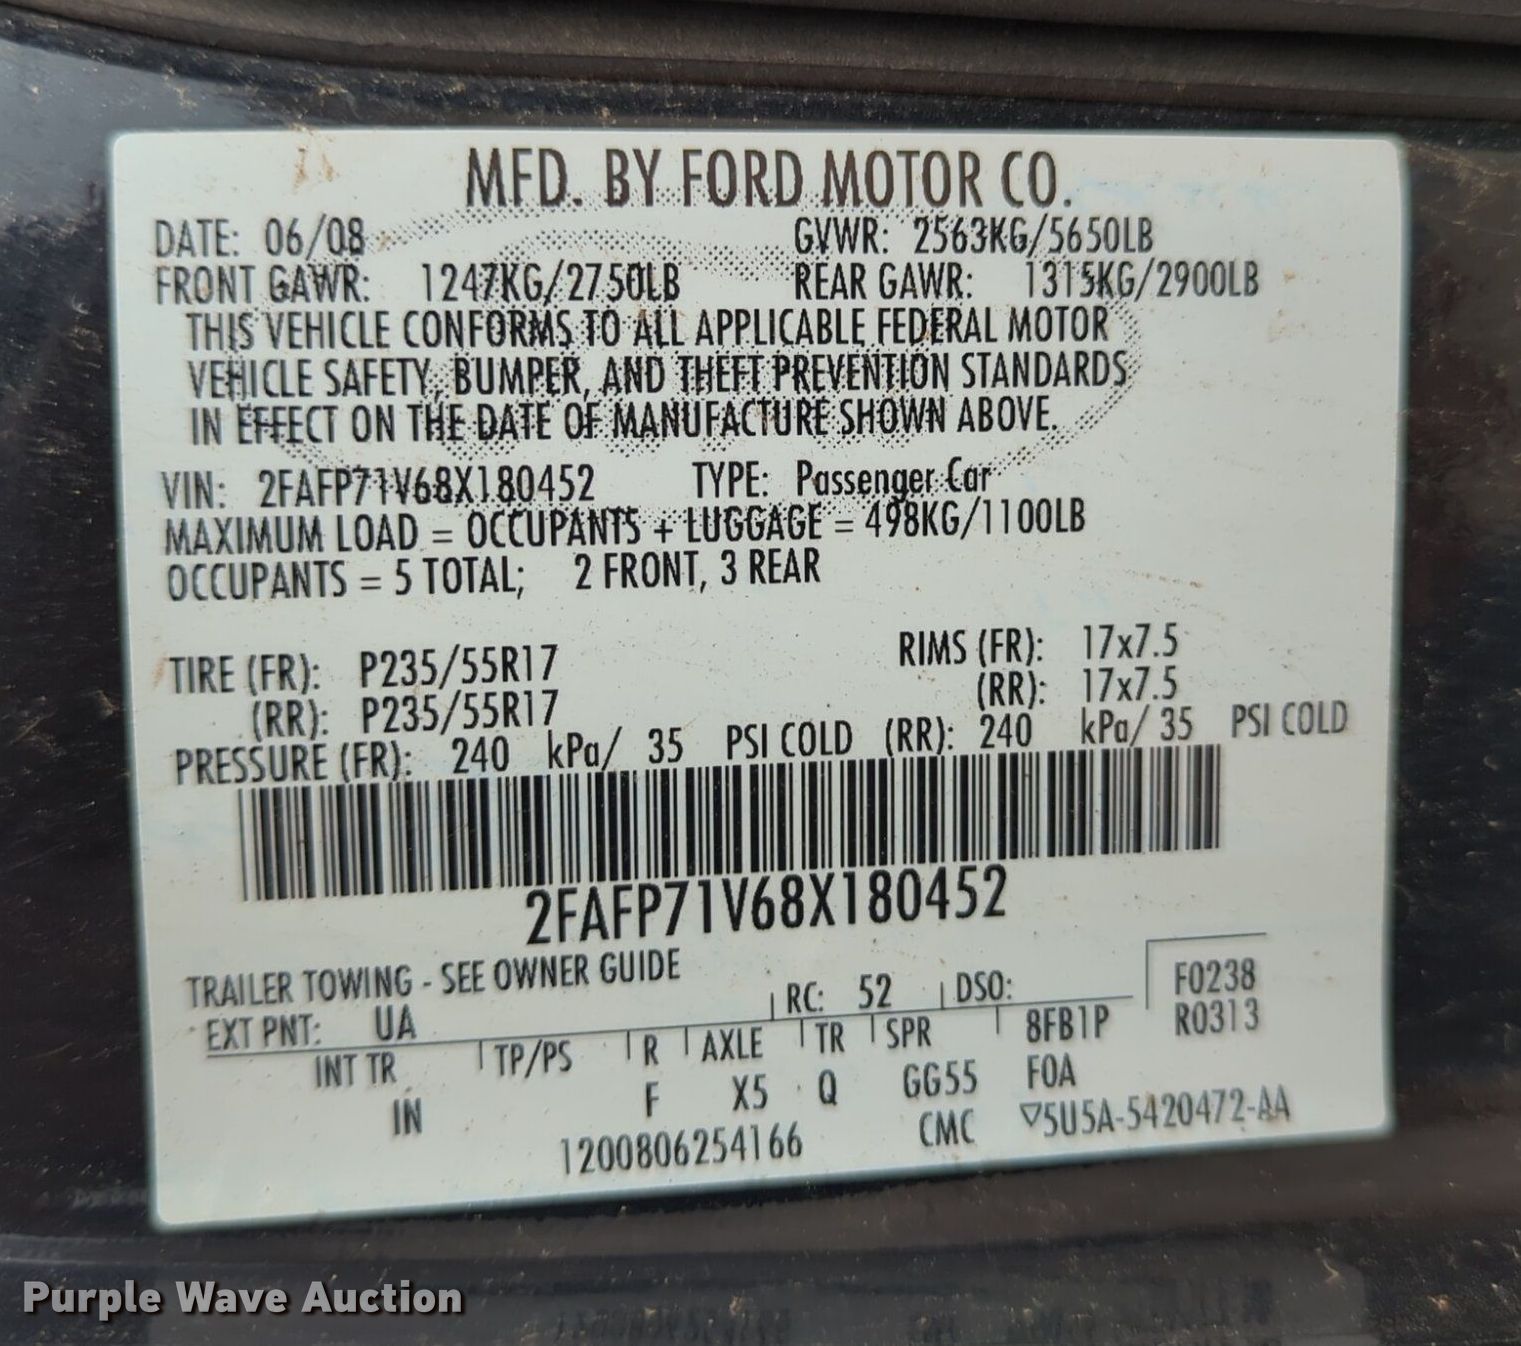 MFD. BY FORD MOTOR CO.
DATE: 06/08 GVWR: 2563KG/5650LB
FRONT GAWR: 1247KG/2750LB REAR GAWR: 1315KG/2900LB
THIS VEHICLE CONFORMS TO ALL APPLICABLE FEDERAL MOTOR
VEHICLE SAFETY, BUMPER, AND THEFT PREVENTION STANDARDS
IN EFFECT ON THE DATE OF MANUFACTURE SHOWN ABOVE.
VIN: 2FAFP71V68X180452 TYPE: Passenger Car
MAXIMUM LOAD = OCCUPANTS + LUGGAGE = 498KG/1100LB
OCCUPANTS = 5 TOTAL; 2 FRONT, 3 REAR
TIRE (FR): P235/55R17 RIMS (FR): 17x7.5
(RR): P235/55R17 (RR): 17x7.5
PRESSURE (FR): 240 kPa/ 35 PSI COLD (RR): 240 kPa/ 35 PSI COLD
2FAFP71V68X180452
TRAILER TOWING - SEE OWNER GUIDE
EXT PNT: UA RC: 52 DSO: F0238
R0313
INT TR TP/PS R AXLE TR SPR 8FB1P
IN F X5 Q GG55 F0A
1200806254166 CMC ▽5U5A-5420472-AA
Purple Wave Auction